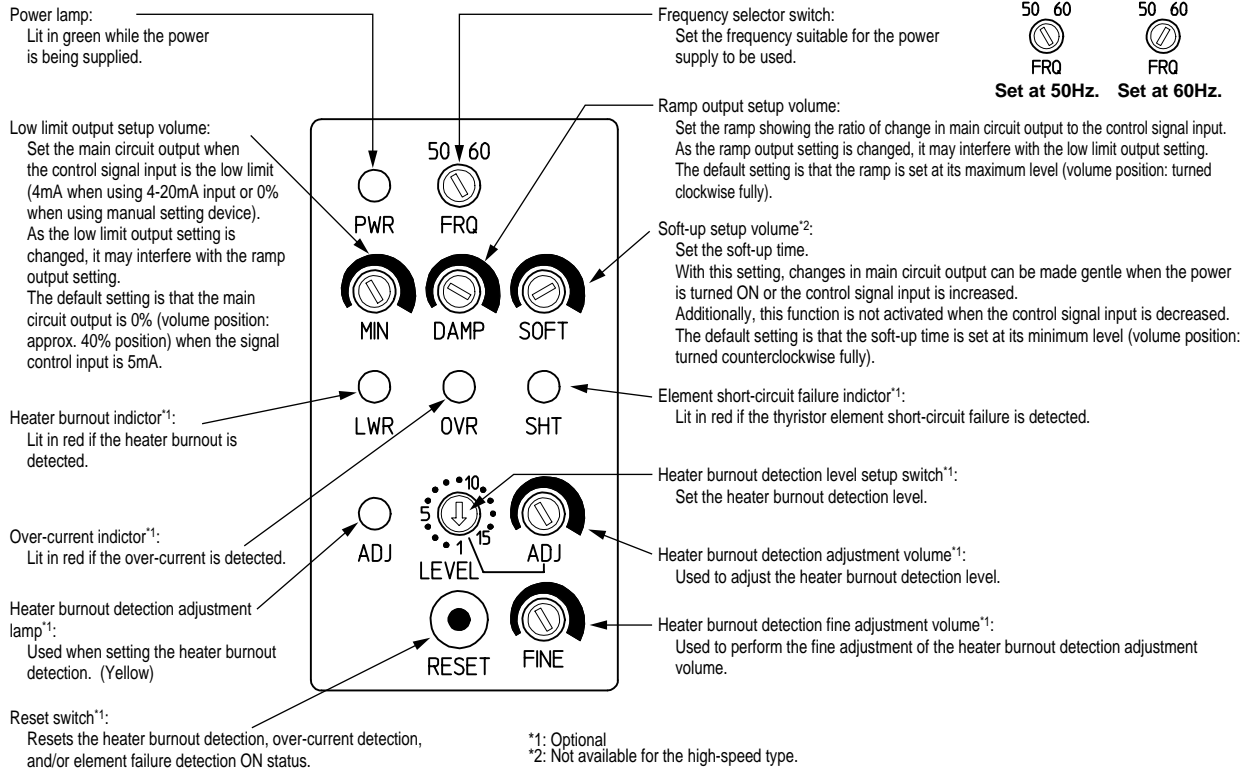 Power lamp:
Lit in green while the power
is being supplied.
Low limit output setup volume:
Set the main circuit output when
the control signal input is the low limit
(4mA when using 4-20mA input or 0%
when using manual setting device).
As the low limit output setting is
changed, it may interfere with the ramp
output setting.
The default setting is that the main
circuit output is 0% (volume position:
approx. 40% position) when the signal
control input is 5mA.
Heater burnout indictor*1:
Lit in red if the heater burnout is
detected.
Over-current indictor*1:
Lit in red if the over-current is detected.
Heater burnout detection adjustment
lamp*1:
Used when setting the heater burnout
detection. (Yellow)
Reset switch*1:
Resets the heater burnout detection, over-current detection,
and/or element failure detection ON status.
50 60
PWR FRQ
MIN DAMP SOFT
LWR OVR SHT
10
5
15
1
ADJ LEVEL ADJ
RESET FINE
Frequency selector switch:
Set the frequency suitable for the power
supply to be used.
50 60 50 60
FRQ FRQ
Set at 50Hz. Set at 60Hz.
Ramp output setup volume:
Set the ramp showing the ratio of change in main circuit output to the control signal input.
As the ramp output setting is changed, it may interfere with the low limit output setting.
The default setting is that the ramp is set at its maximum level (volume position: turned
clockwise fully).
Soft-up setup volume*2:
Set the soft-up time.
With this setting, changes in main circuit output can be made gentle when the power
is turned ON or the control signal input is increased.
Additionally, this function is not activated when the control signal input is decreased.
The default setting is that the soft-up time is set at its minimum level (volume position:
turned counterclockwise fully).
Element short-circuit failure indictor*1:
Lit in red if the thyristor element short-circuit failure is detected.
Heater burnout detection level setup switch*1:
Set the heater burnout detection level.
Heater burnout detection adjustment volume*1:
Used to adjust the heater burnout detection level.
Heater burnout detection fine adjustment volume*1:
Used to perform the fine adjustment of the heater burnout detection adjustment
volume.
*1: Optional
*2: Not available for the high-speed type.